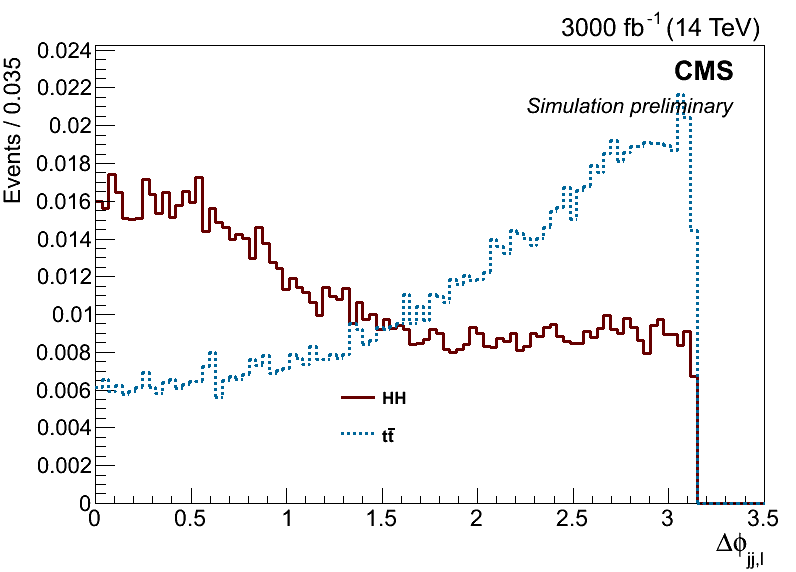 3000 fb⁻¹ (14 TeV)
CMS
Simulation preliminary
Events / 0.035
0.024
0.022
0.02
0.018
0.016
0.014
0.012
0.01
0.008
0.006
0.004
0.002
0
HH
tt̄
0 0.5 1 1.5 2 2.5 3 3.5
Δϕ_jj,l